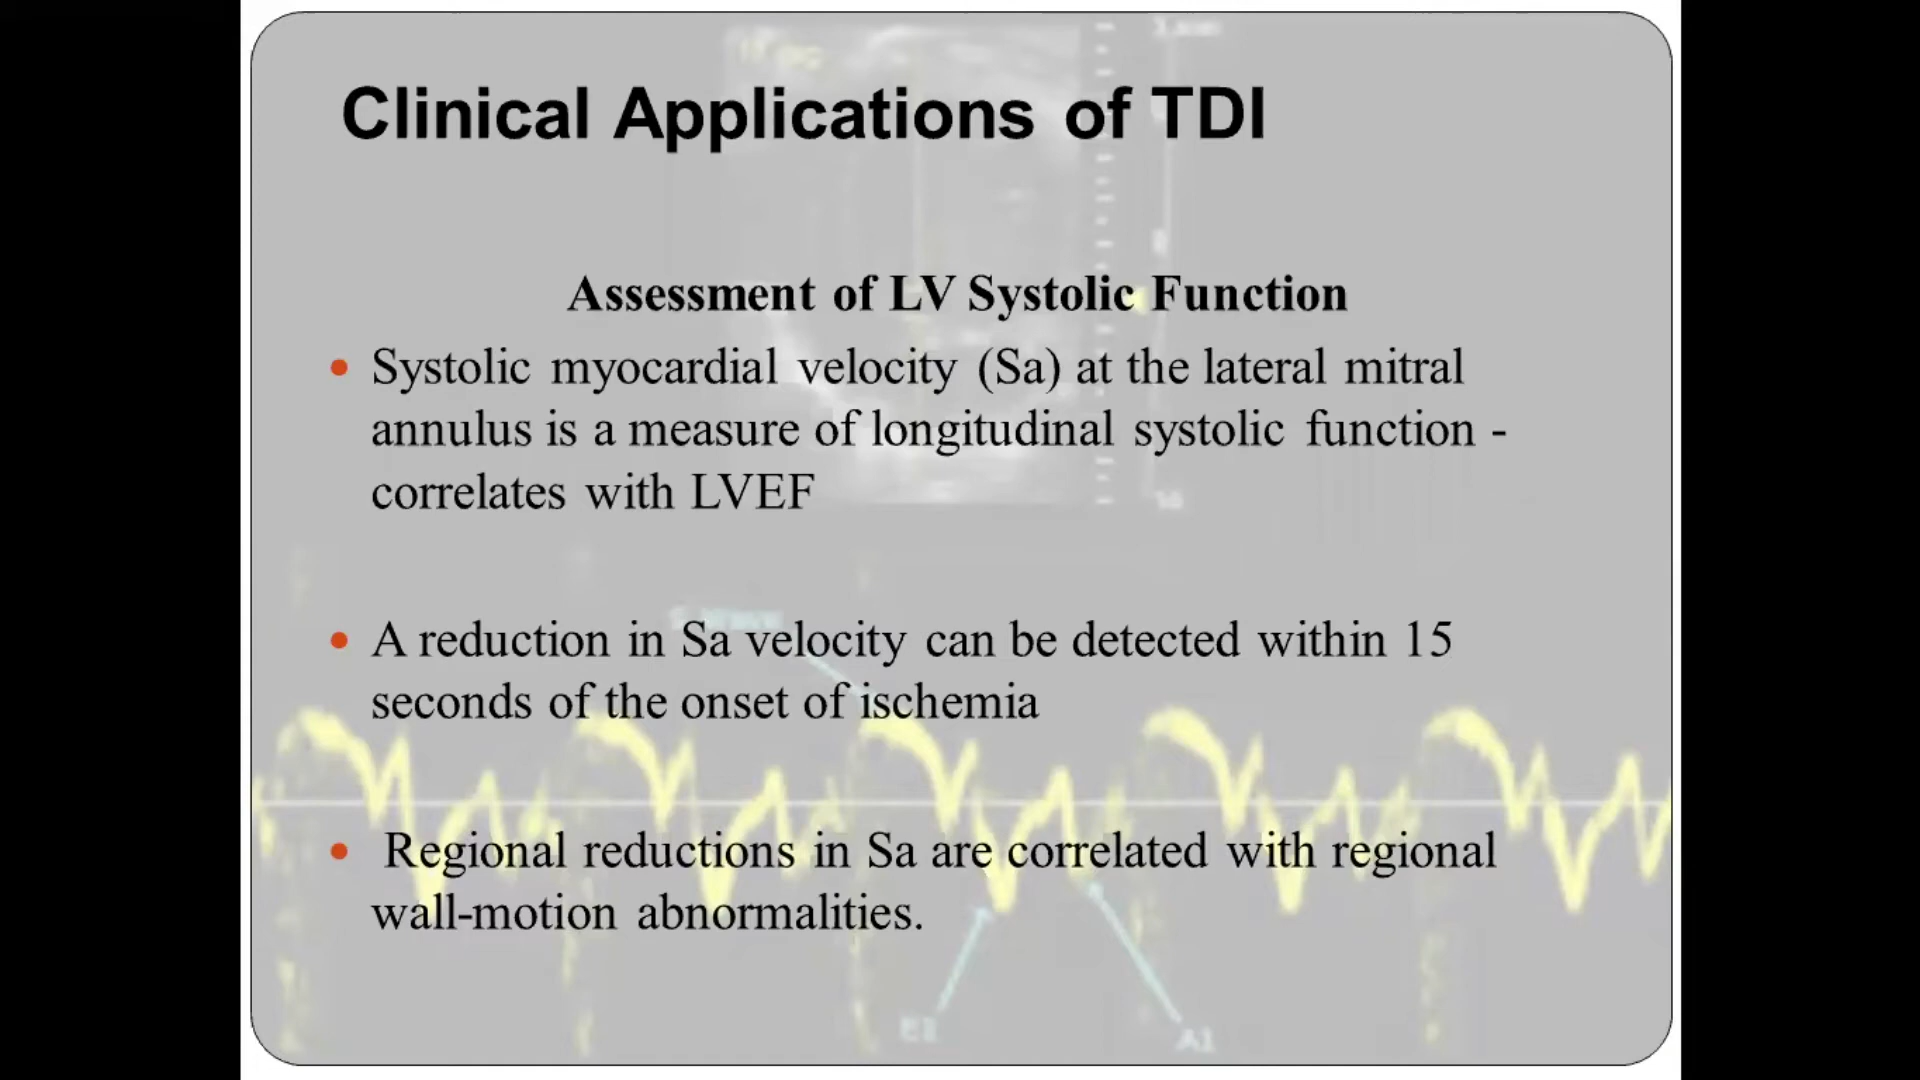 Clinical Applications of TDI
Assessment of LV Systolic Function
• Systolic myocardial velocity (Sa) at the lateral mitral
annulus is a measure of longitudinal systolic function -
correlates with LVEF
• A reduction in Sa velocity can be detected within 15
seconds of the onset of ischemia
• Regional reductions in Sa are correlated with regional
wall-motion abnormalities.